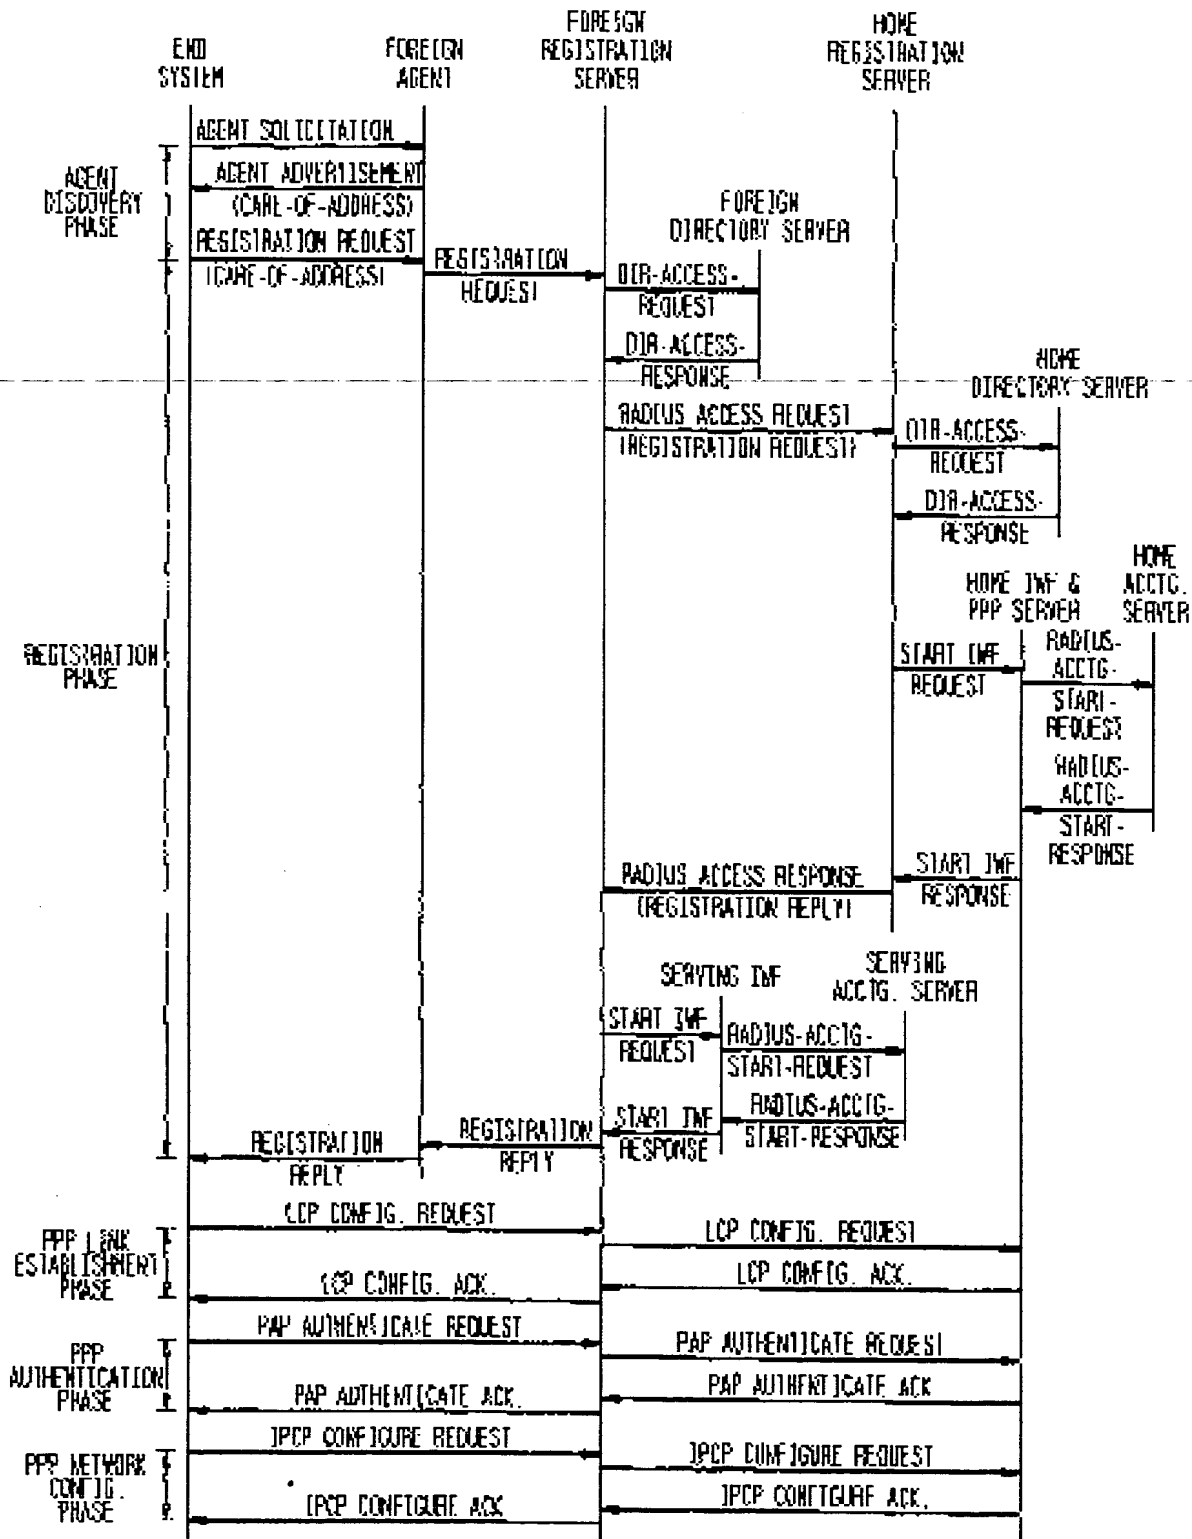 END
SYSTEM
FOREIGN
AGENT
FOREIGN
REGISTRATION
SERVER
HOME
REGISTRATION
SERVER
AGENT SOLICITATION
AGENT
DISCOVERY
PHASE
AGENT ADVERTISEMENT
(CARE-OF-ADDRESS)
FOREIGN
DIRECTORY SERVER
REGISTRATION REQUEST
(CARE-OF-ADDRESS)
REGISTRATION
REQUEST
DIR-ACCESS-
REQUEST
DIR-ACCESS-
RESPONSE
HOME
DIRECTORY SERVER
RADIUS ACCESS REQUEST
(REGISTRATION REQUEST)
DIR-ACCESS-
REQUEST
DIR-ACCESS-
RESPONSE
HOME IWF &
PPP SERVER
HOME
ACCTG.
SERVER
REGISTRATION
PHASE
START IWF
REQUEST
RADIUS-
ACCTG-
START-
REQUEST
RADIUS-
ACCTG-
START-
RESPONSE
START IWF
RESPONSE
RADIUS ACCESS RESPONSE
(REGISTRATION REPLY)
SERVING IWF
SERVING
ACCTG. SERVER
START IWF
REQUEST
RADIUS-ACCTG-
START-REQUEST
RADIUS-ACCTG-
START-RESPONSE
START IWF
RESPONSE
REGISTRATION
REPLY
REGISTRATION
REPLY
LCP CONFIG. REQUEST
LCP CONFIG. REQUEST
PPP LINK
ESTABLISHMENT
PHASE
LCP CONFIG. ACK.
LCP CONFIG. ACK.
PAP AUTHENTICATE REQUEST
PAP AUTHENTICATE REQUEST
PPP
AUTHENTICATION
PHASE
PAP AUTHENTICATE ACK
PAP AUTHENTICATE ACK.
IPCP CONFIGURE REQUEST
IPCP CONFIGURE REQUEST
PPP NETWORK
CONFIG.
PHASE
IPCP CONFIGURE ACK.
IPCP CONFIGURE ACK